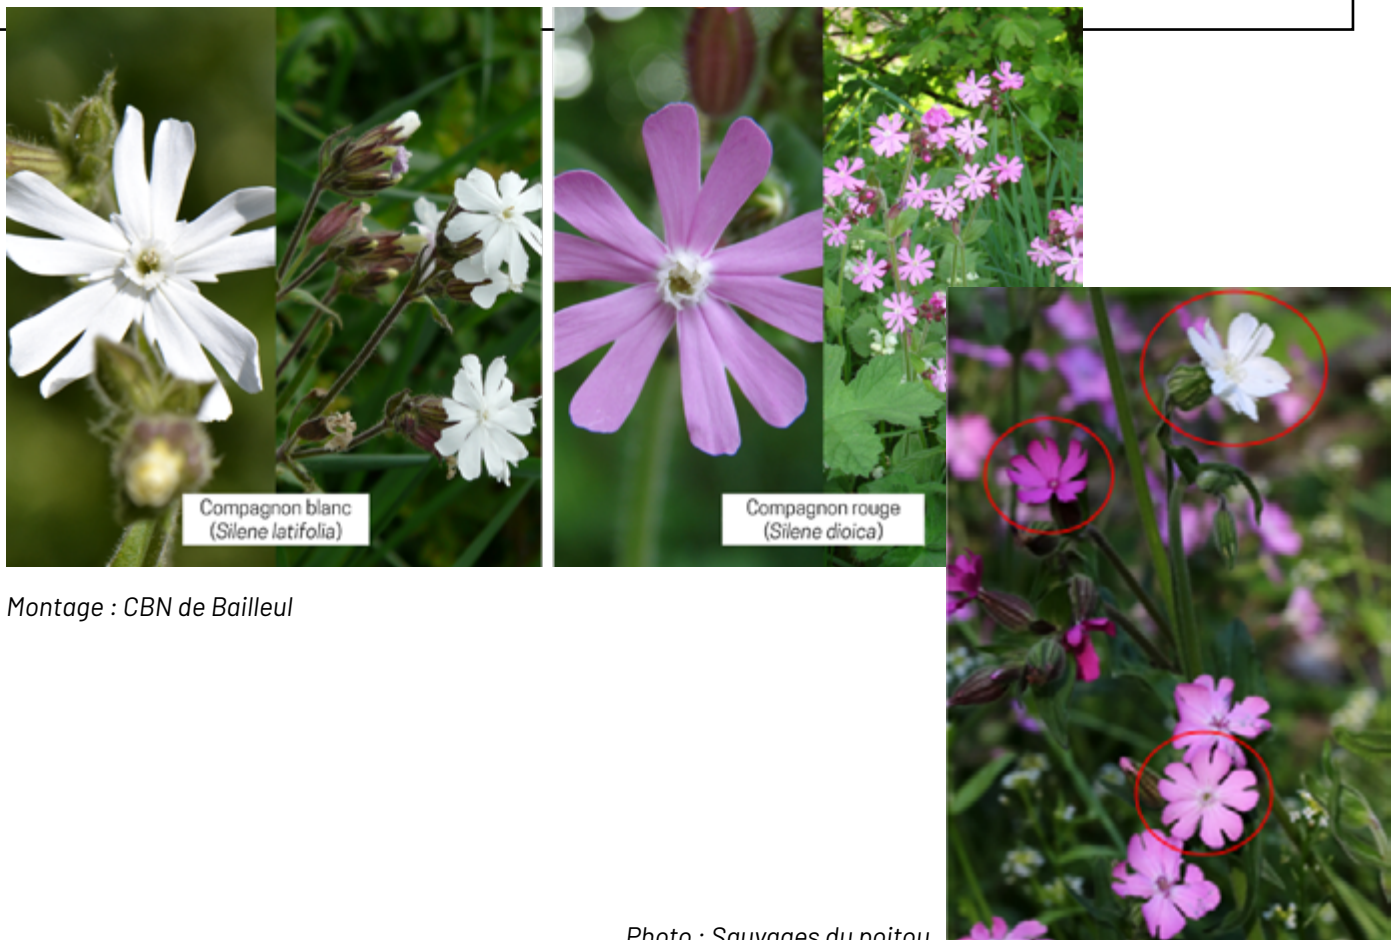 Compagnon blanc
(Silene latifolia)
Compagnon rouge
(Silene dioica)
Montage : CBN de Bailleul
Photo : Sauvages du poitou